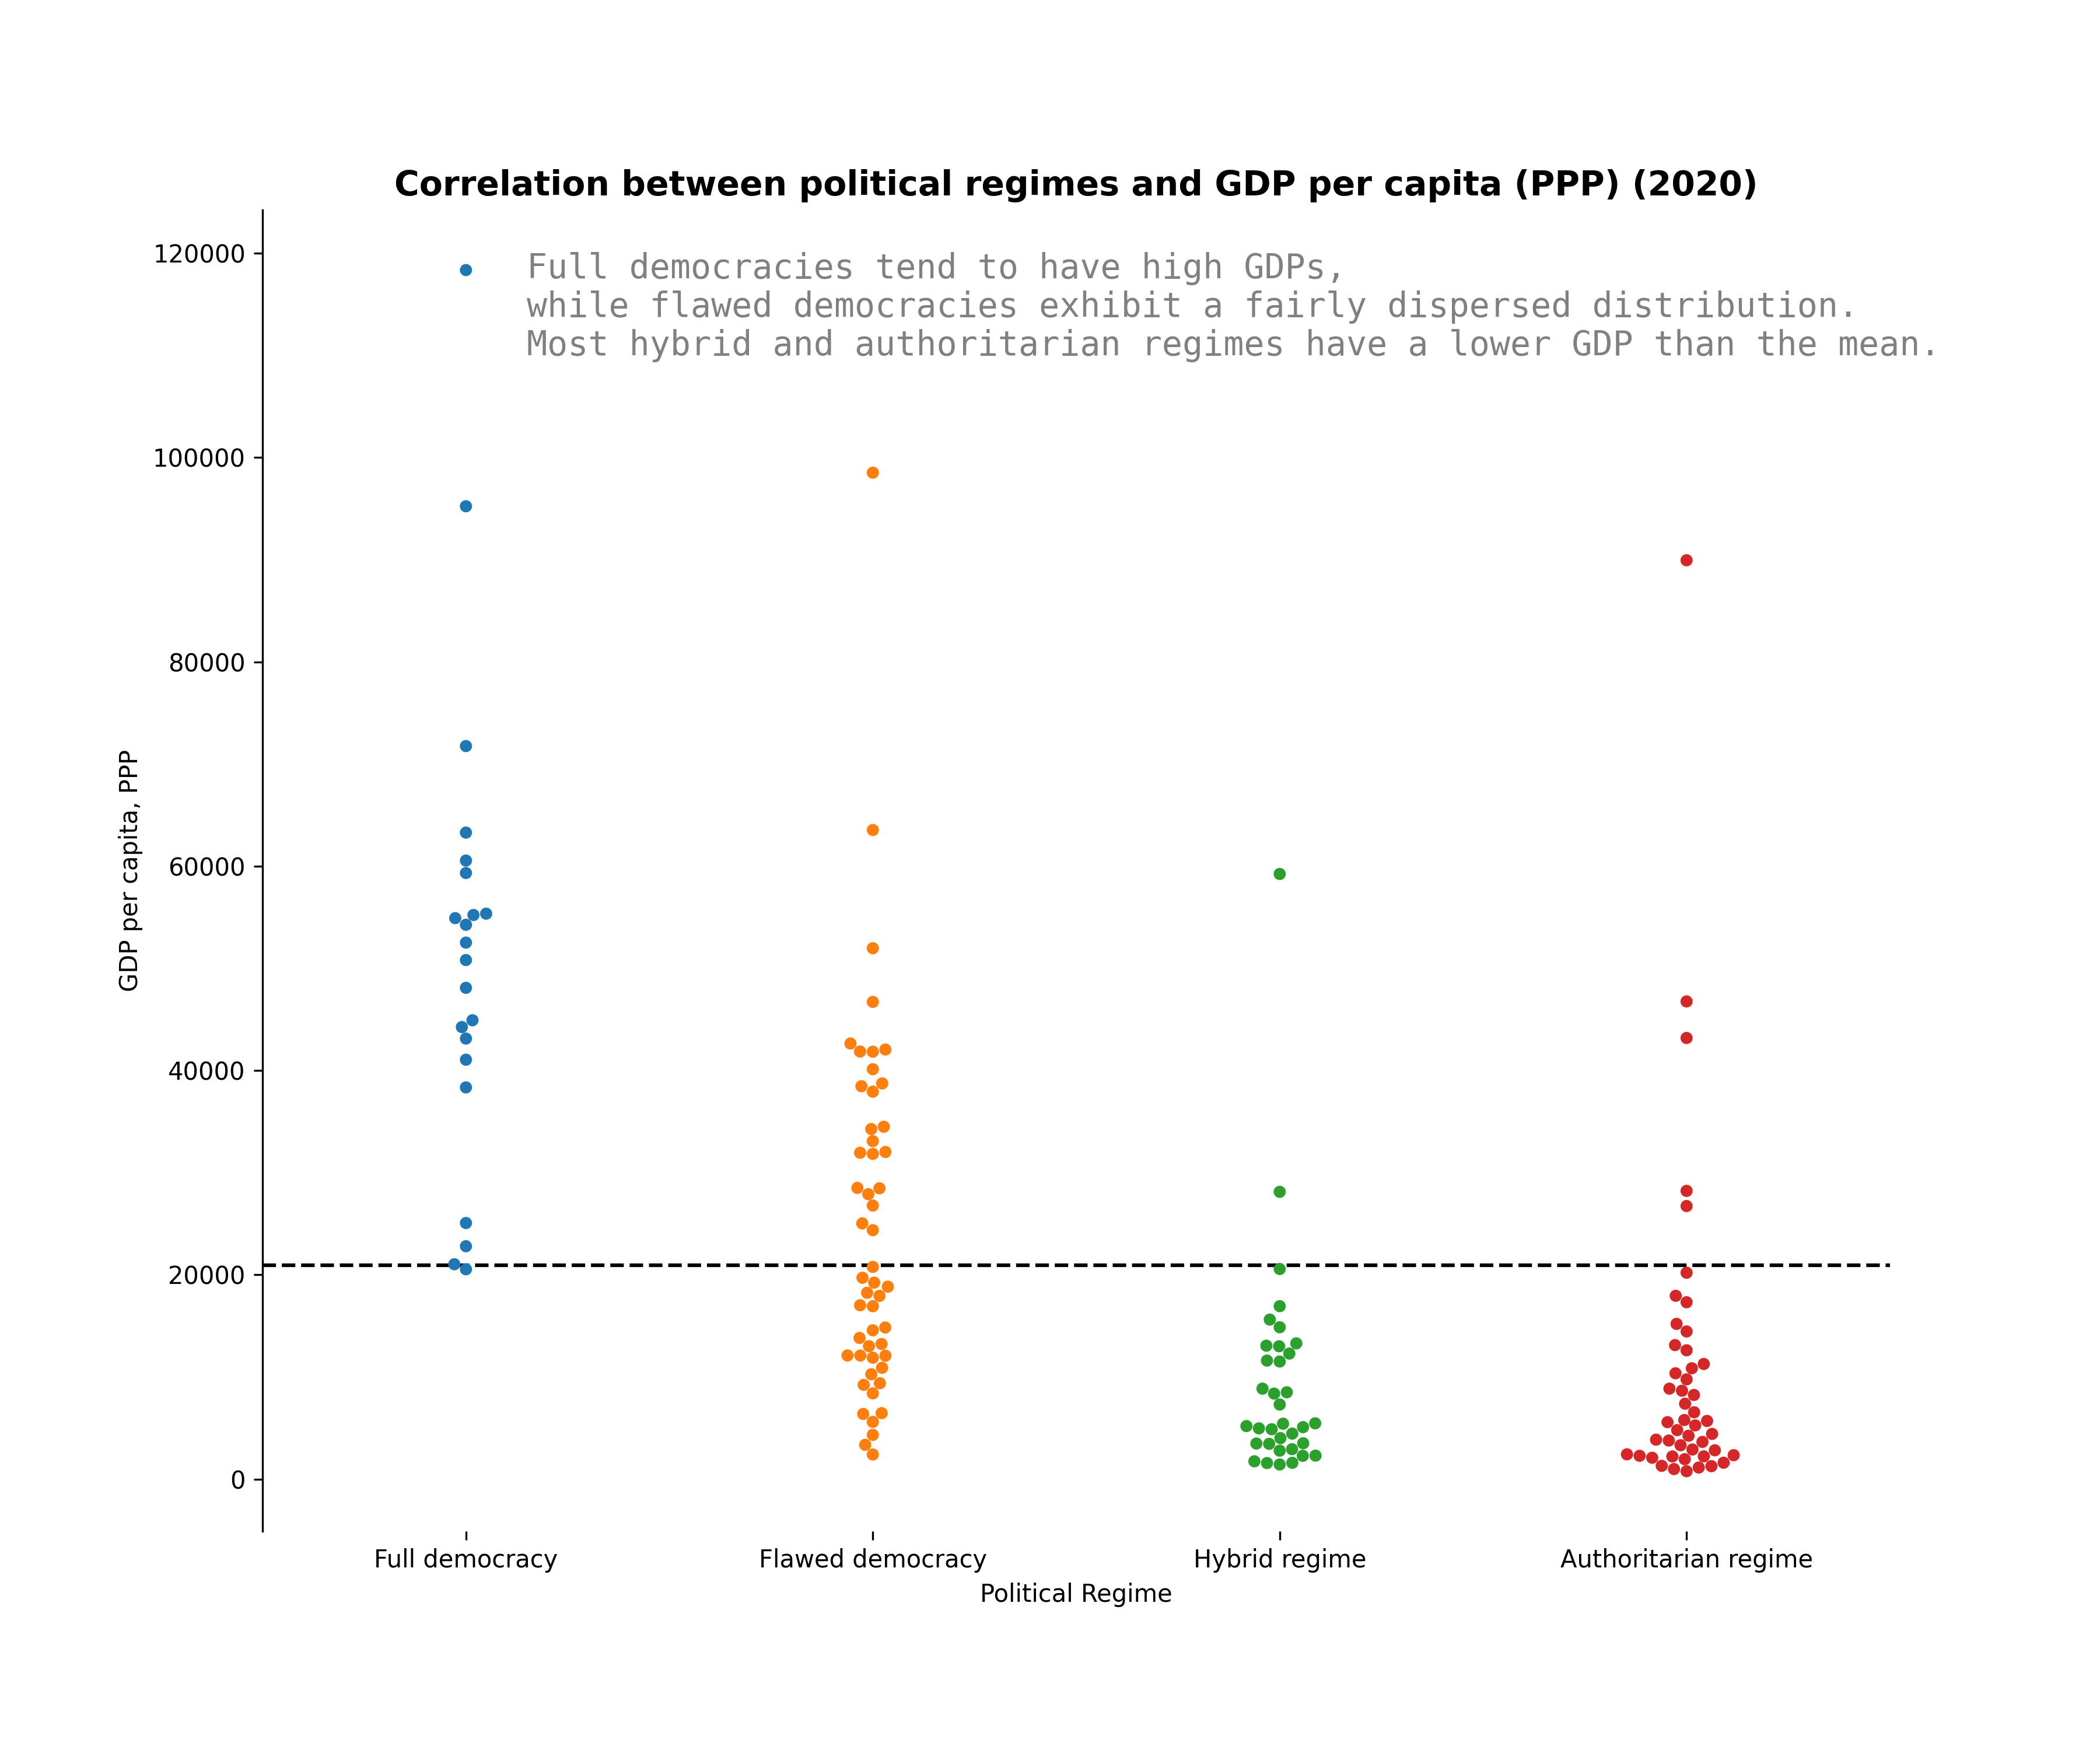 Correlation between political regimes and GDP per capita (PPP) (2020)
Full democracies tend to have high GDPs,
while flawed democracies exhibit a fairly dispersed distribution.
Most hybrid and authoritarian regimes have a lower GDP than the mean.
120000
100000
80000
60000
40000
20000
0
GDP per capita, PPP
Full democracy
Flawed democracy
Hybrid regime
Authoritarian regime
Political Regime